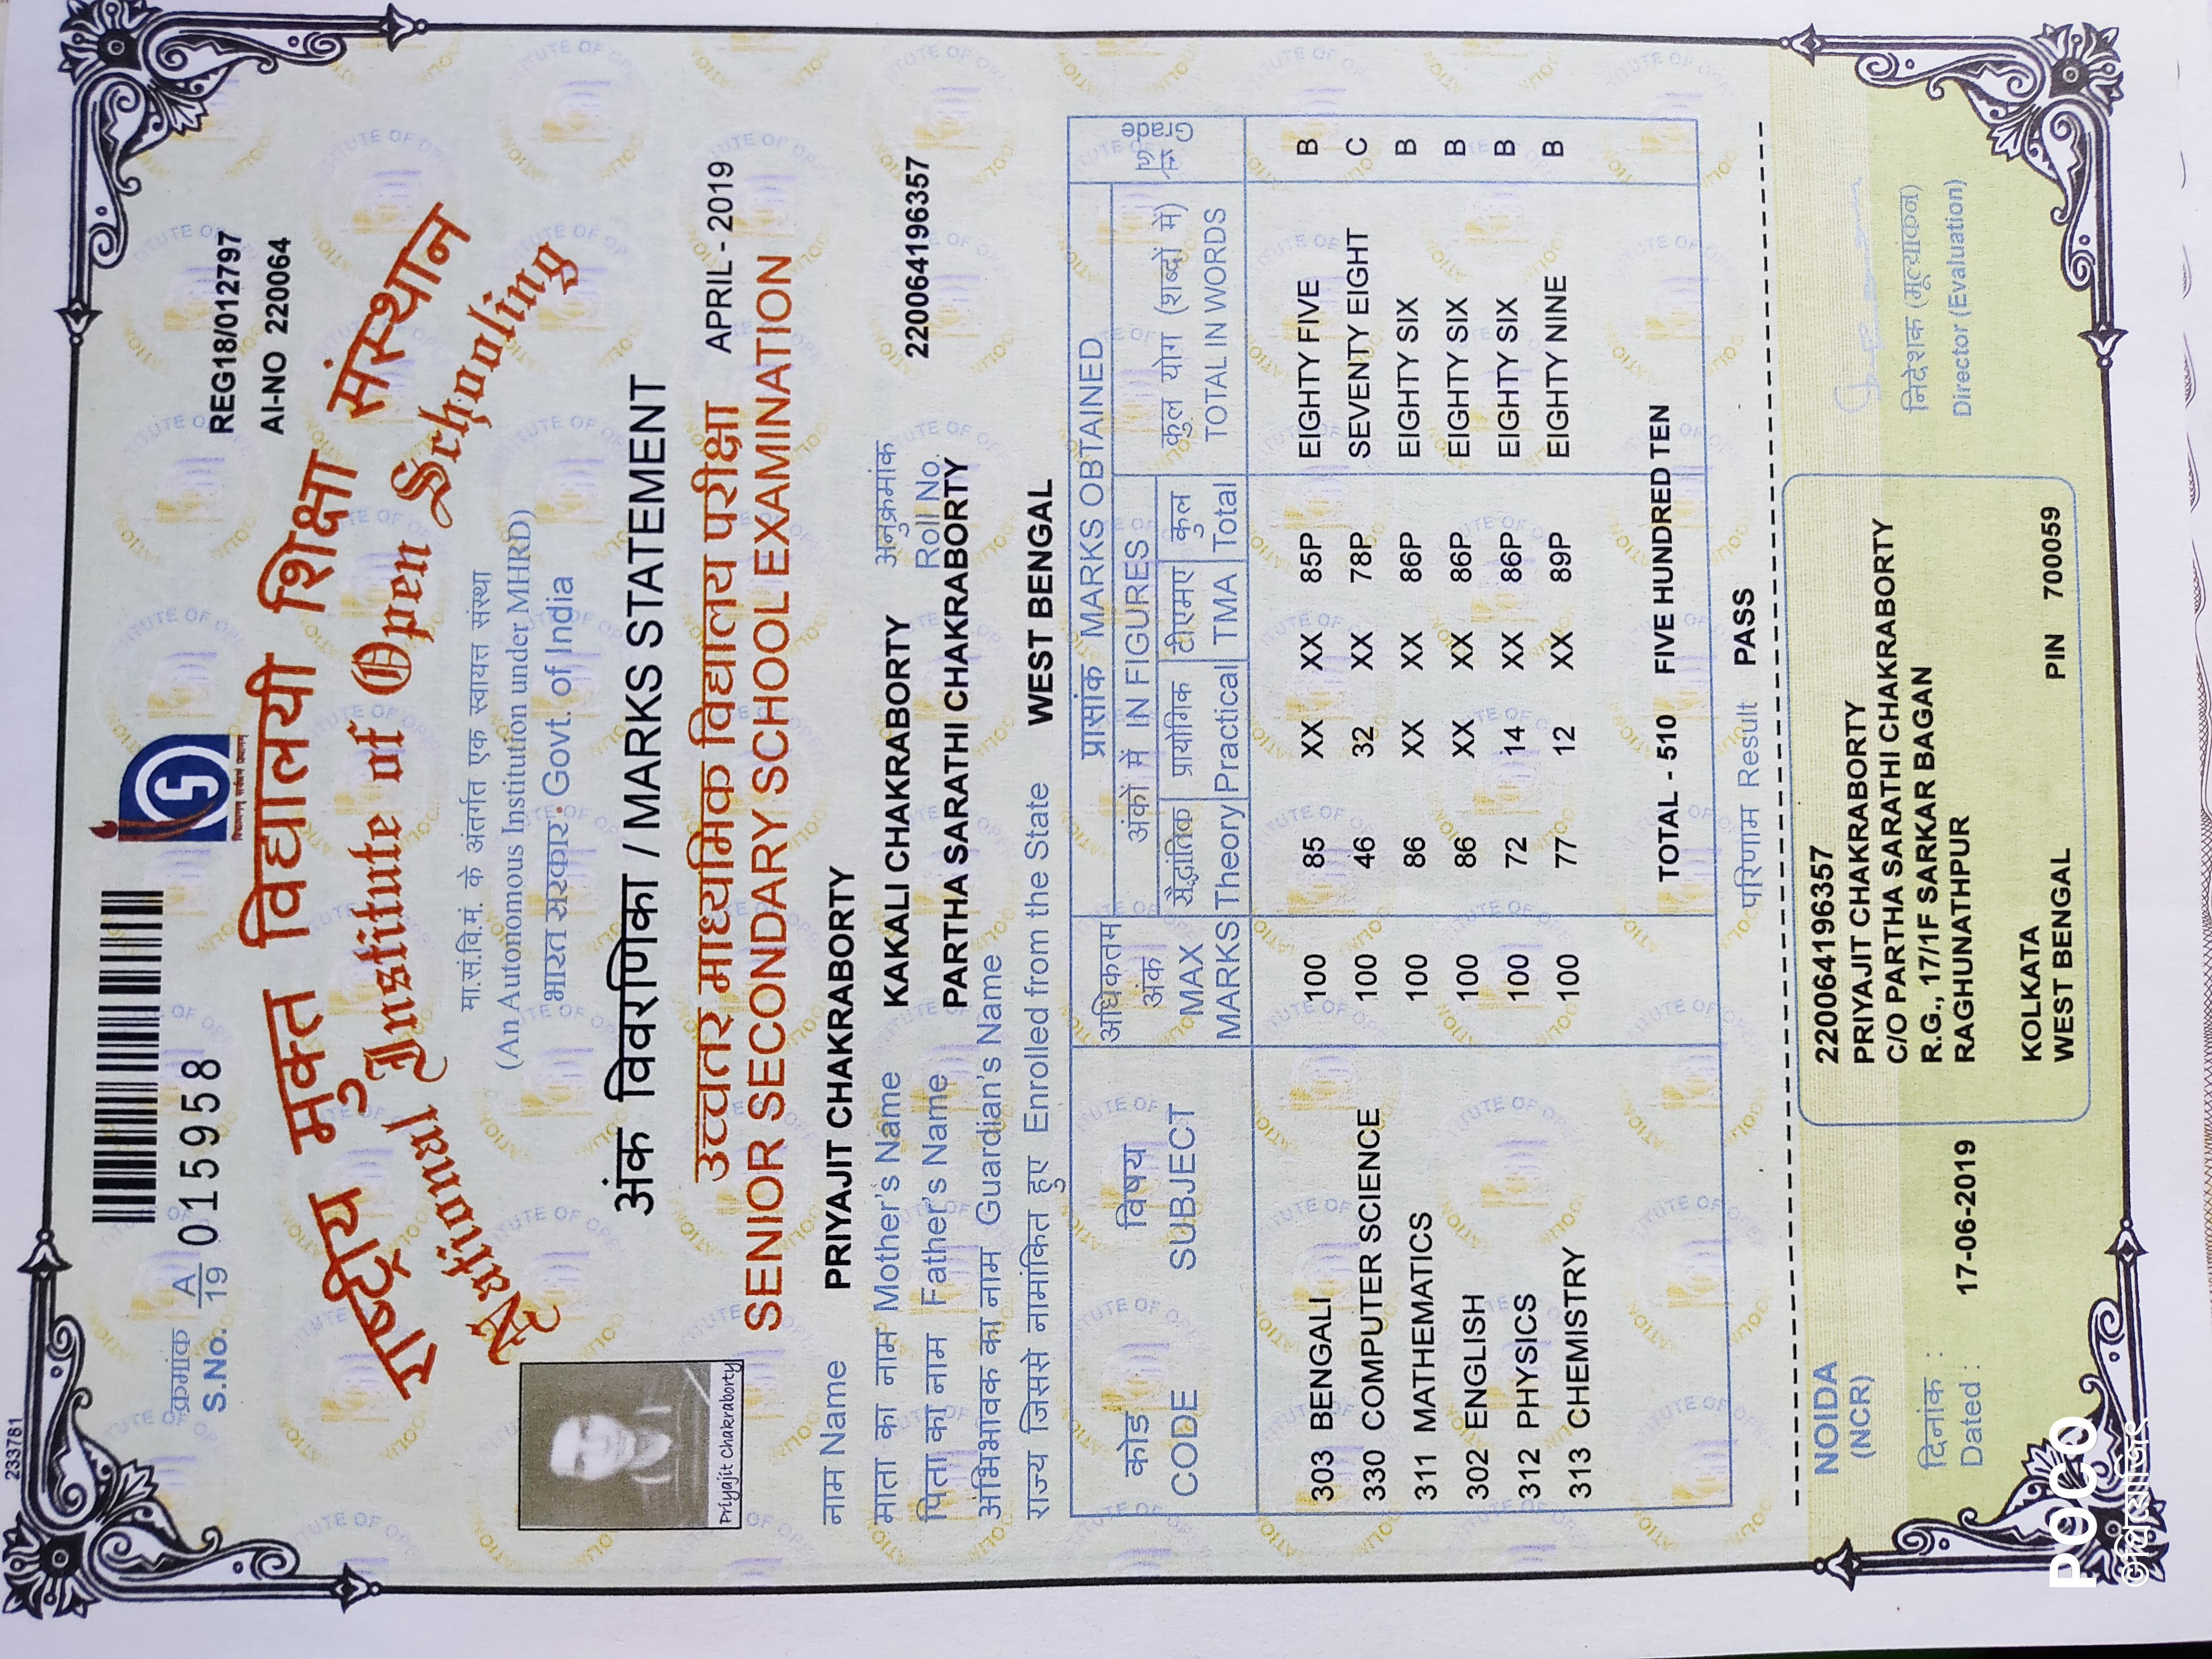 233781
क्रमांक A
S.No. 19 015958
REG18/012797
AI-NO 220064
राष्ट्रीय मुक्त विद्यालयी शिक्षा संस्थान
National Institute of Open Schooling
मा.सं.वि.मं. के अंतर्गत एक स्वायत्त संस्था
(An Autonomous Institution under MHRD)
भारत सरकार. Govt. of India
अंक विवरणिका / MARKS STATEMENT
उच्चतर माध्यमिक विद्यालय परीक्षा APRIL - 2019
SENIOR SECONDARY SCHOOL EXAMINATION
Priyajit Chakraborty
नाम Name PRIYAJIT CHAKRABORTY
माता का नाम Mother's Name KAKALI CHAKRABORTY अनुक्रमांक 220064196357
पिता का नाम Father's Name PARTHA SARATHI CHAKRABORTY Roll No.
अभिभावक का नाम Guardian's Name
राज्य जिससे नामांकित हुए Enrolled from the State WEST BENGAL
कोड विषय अधिकतम अंक प्राप्तांक MARKS OBTAINED ग्रेड
CODE SUBJECT MAX MARKS अंकों में IN FIGURES कुल योग (शब्दों में) Grade
सैद्धांतिक प्रायोगिक टीएमए कुल TOTAL IN WORDS
Theory Practical TMA Total
303 BENGALI 100 85 XX XX 85P EIGHTY FIVE B
330 COMPUTER SCIENCE 100 46 32 XX 78P SEVENTY EIGHT C
311 MATHEMATICS 100 86 XX XX 86P EIGHTY SIX B
302 ENGLISH 100 86 XX XX 86P EIGHTY SIX B
312 PHYSICS 100 72 14 XX 86P EIGHTY SIX B
313 CHEMISTRY 100 77 12 XX 89P EIGHTY NINE B
TOTAL - 510 FIVE HUNDRED TEN
परिणाम Result PASS
NOIDA
(NCR)
दिनांक :
Dated : 17-06-2019
220064196357
PRIYAJIT CHAKRABORTY
C/O PARTHA SARATHI CHAKRABORTY
R.G., 17/1F SARKAR BAGAN
RAGHUNATHPUR
KOLKATA
WEST BENGAL PIN 700059
निदेशक (मूल्यांकन)
Director (Evaluation)
POCO